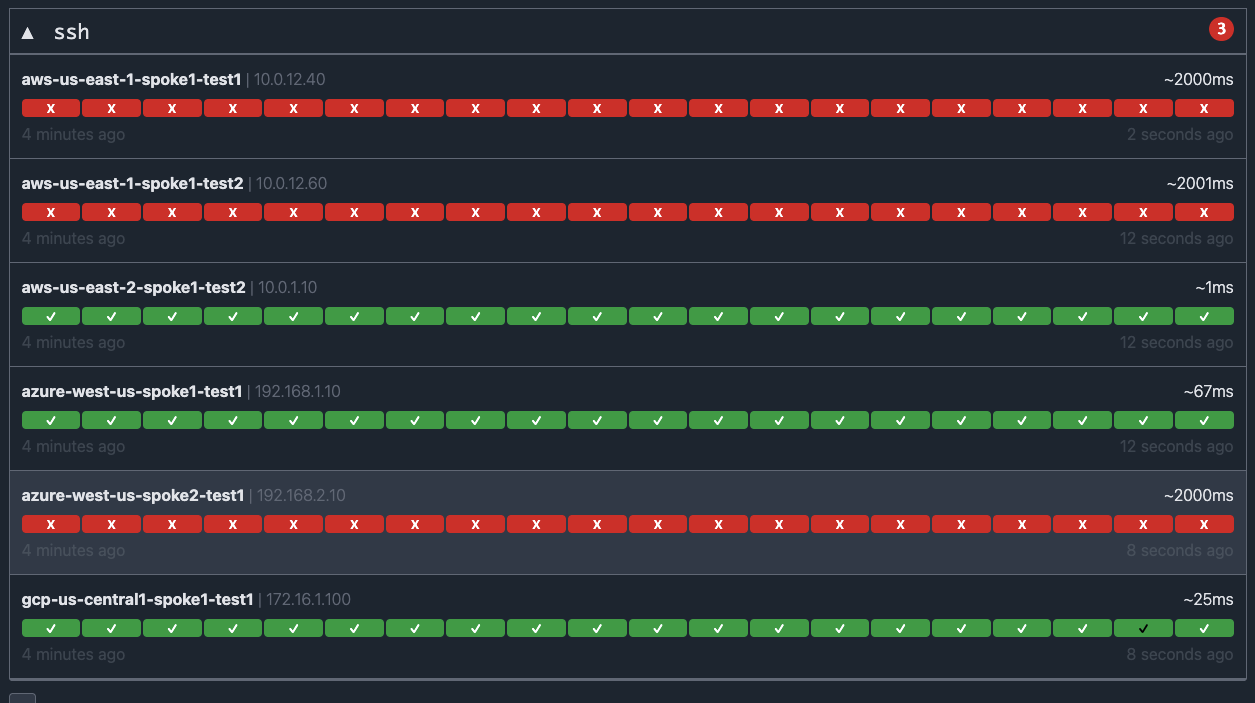 ▲ ssh 3
aws-us-east-1-spoke1-test1 | 10.0.12.40 ~2000ms
X X X X X X X X X X X X X X X X X X X X
4 minutes ago 2 seconds ago
aws-us-east-1-spoke1-test2 | 10.0.12.60 ~2001ms
X X X X X X X X X X X X X X X X X X X X
4 minutes ago 12 seconds ago
aws-us-east-2-spoke1-test2 | 10.0.1.10 ~1ms
✓ ✓ ✓ ✓ ✓ ✓ ✓ ✓ ✓ ✓ ✓ ✓ ✓ ✓ ✓ ✓ ✓ ✓ ✓ ✓
4 minutes ago 12 seconds ago
azure-west-us-spoke1-test1 | 192.168.1.10 ~67ms
✓ ✓ ✓ ✓ ✓ ✓ ✓ ✓ ✓ ✓ ✓ ✓ ✓ ✓ ✓ ✓ ✓ ✓ ✓ ✓
4 minutes ago 12 seconds ago
azure-west-us-spoke2-test1 | 192.168.2.10 ~2000ms
X X X X X X X X X X X X X X X X X X X X
4 minutes ago 8 seconds ago
gcp-us-central1-spoke1-test1 | 172.16.1.100 ~25ms
✓ ✓ ✓ ✓ ✓ ✓ ✓ ✓ ✓ ✓ ✓ ✓ ✓ ✓ ✓ ✓ ✓ ✓ ✓ ✓
4 minutes ago 8 seconds ago